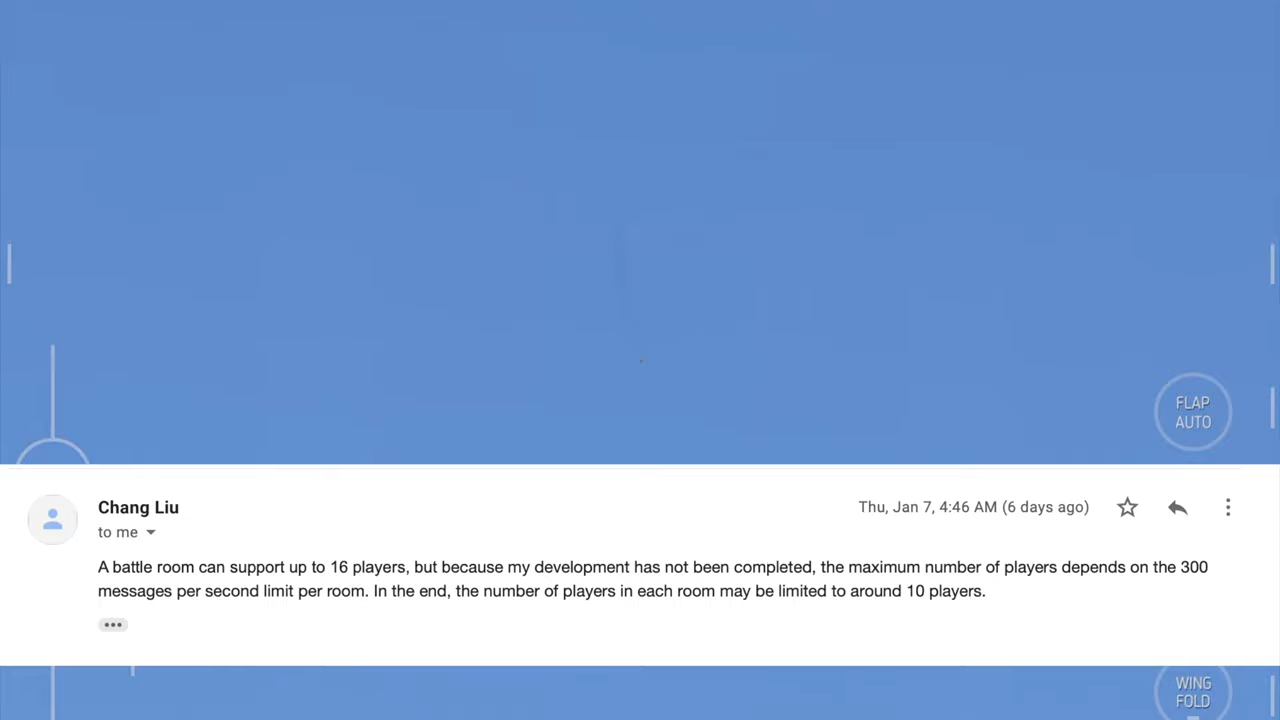 FLAP
AUTO
Chang Liu
Thu, Jan 7, 4:46 AM (6 days ago)
to me
A battle room can support up to 16 players, but because my development has not been completed, the maximum number of players depends on the 300
messages per second limit per room. In the end, the number of players in each room may be limited to around 10 players.
WING
FOLD